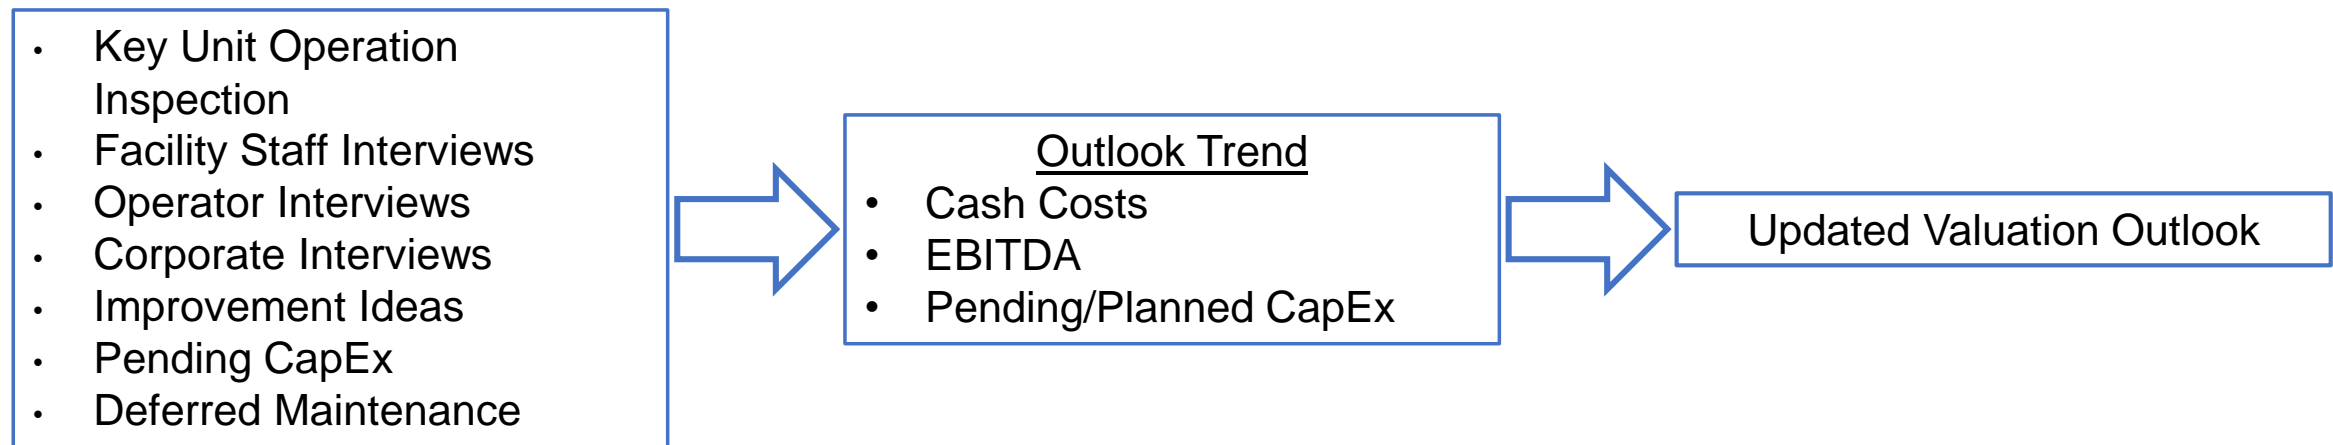 • Key Unit Operation
Inspection
• Facility Staff Interviews
• Operator Interviews
• Corporate Interviews
• Improvement Ideas
• Pending CapEx
• Deferred Maintenance
Outlook Trend
• Cash Costs
• EBITDA
• Pending/Planned CapEx
Updated Valuation Outlook